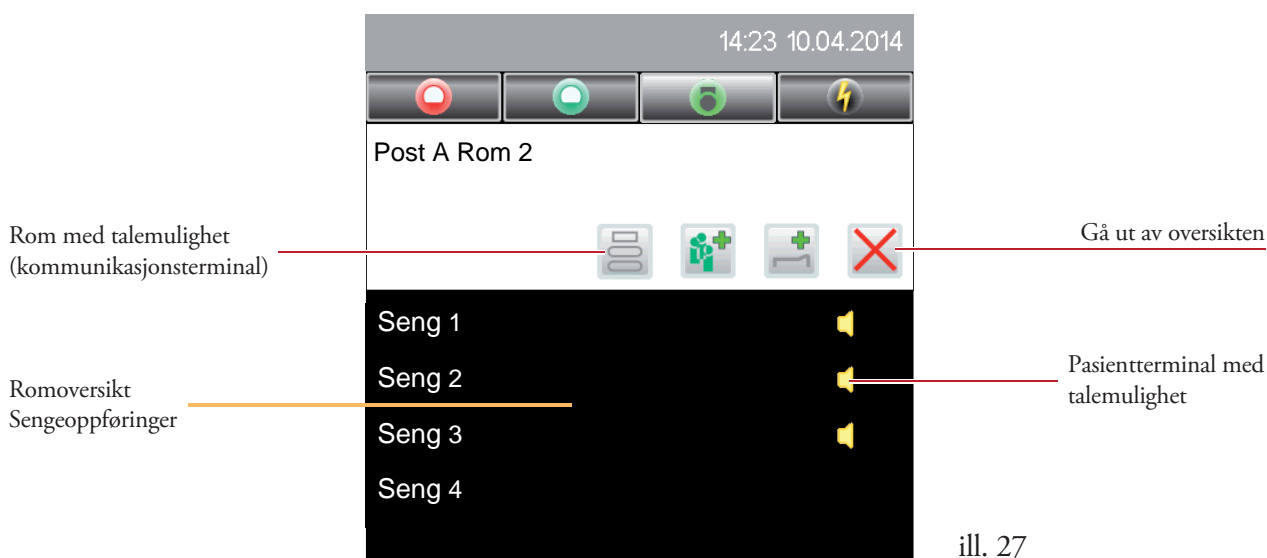 14:23 10.04.2014
Post A Rom 2
Rom med talemulighet
(kommunikasjonsterminal)
Gå ut av oversikten
Seng 1
Seng 2
Pasientterminal med
talemulighet
Romoversikt
Sengeoppføringer
Seng 3
Seng 4
ill. 27